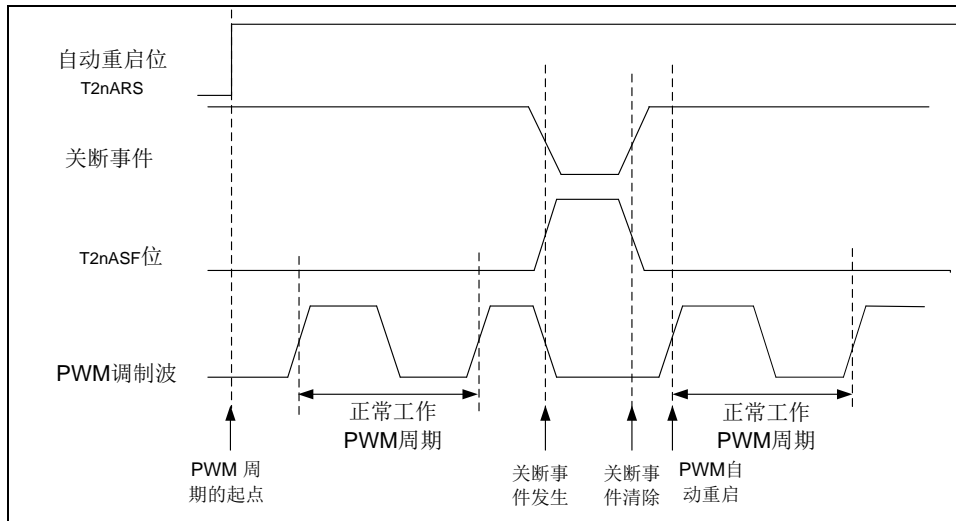 自动重启位
T2nARS
关断事件
T2nASF位
PWM调制波
正常工作
PWM周期
正常工作
PWM周期
PWM 周
期的起点
关断事
件发生
关断事
件清除
PWM自
动重启